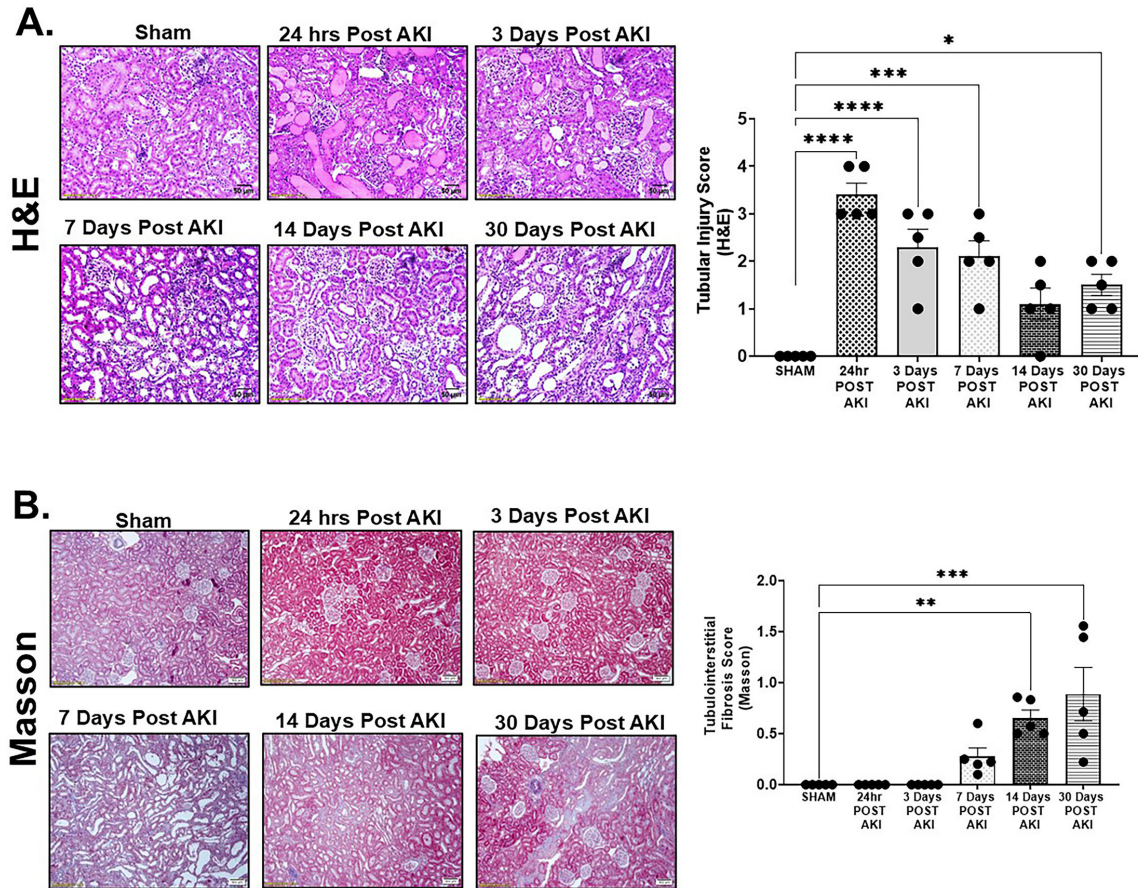 A.
H&E
Sham
24 hrs Post AKI
3 Days Post AKI
50 µm
50 µm
50 µm
7 Days Post AKI
14 Days Post AKI
30 Days Post AKI
50 µm
50 µm
50 µm
Tubular Injury Score
(H&E)
*
***
****
****
5
4
3
2
1
0
SHAM
24hr
POST
AKI
3 Days
POST
AKI
7 Days
POST
AKI
14 Days
POST
AKI
30 Days
POST
AKI
B.
Masson
Sham
24 hrs Post AKI
3 Days Post AKI
7 Days Post AKI
14 Days Post AKI
30 Days Post AKI
Tubulointerstitial
Fibrosis Score
(Masson)
***
**
2.0
1.5
1.0
0.5
0.0
SHAM
24hr
POST
AKI
3 Days
POST
AKI
7 Days
POST
AKI
14 Days
POST
AKI
30 Days
POST
AKI